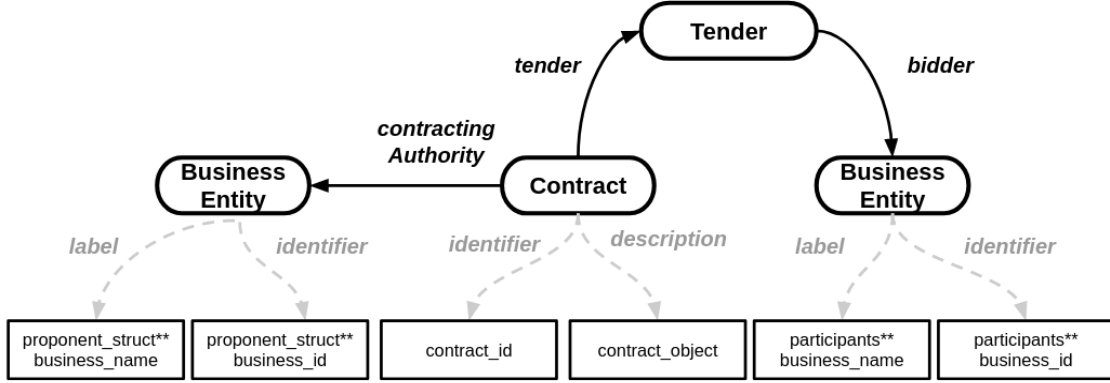 Tender
tender
bidder
contracting
Authority
Business
Entity
Contract
Business
Entity
label
identifier
identifier
description
label
identifier
proponent_struct**
business_name
proponent_struct**
business_id
contract_id
contract_object
participants**
business_name
participants**
business_id